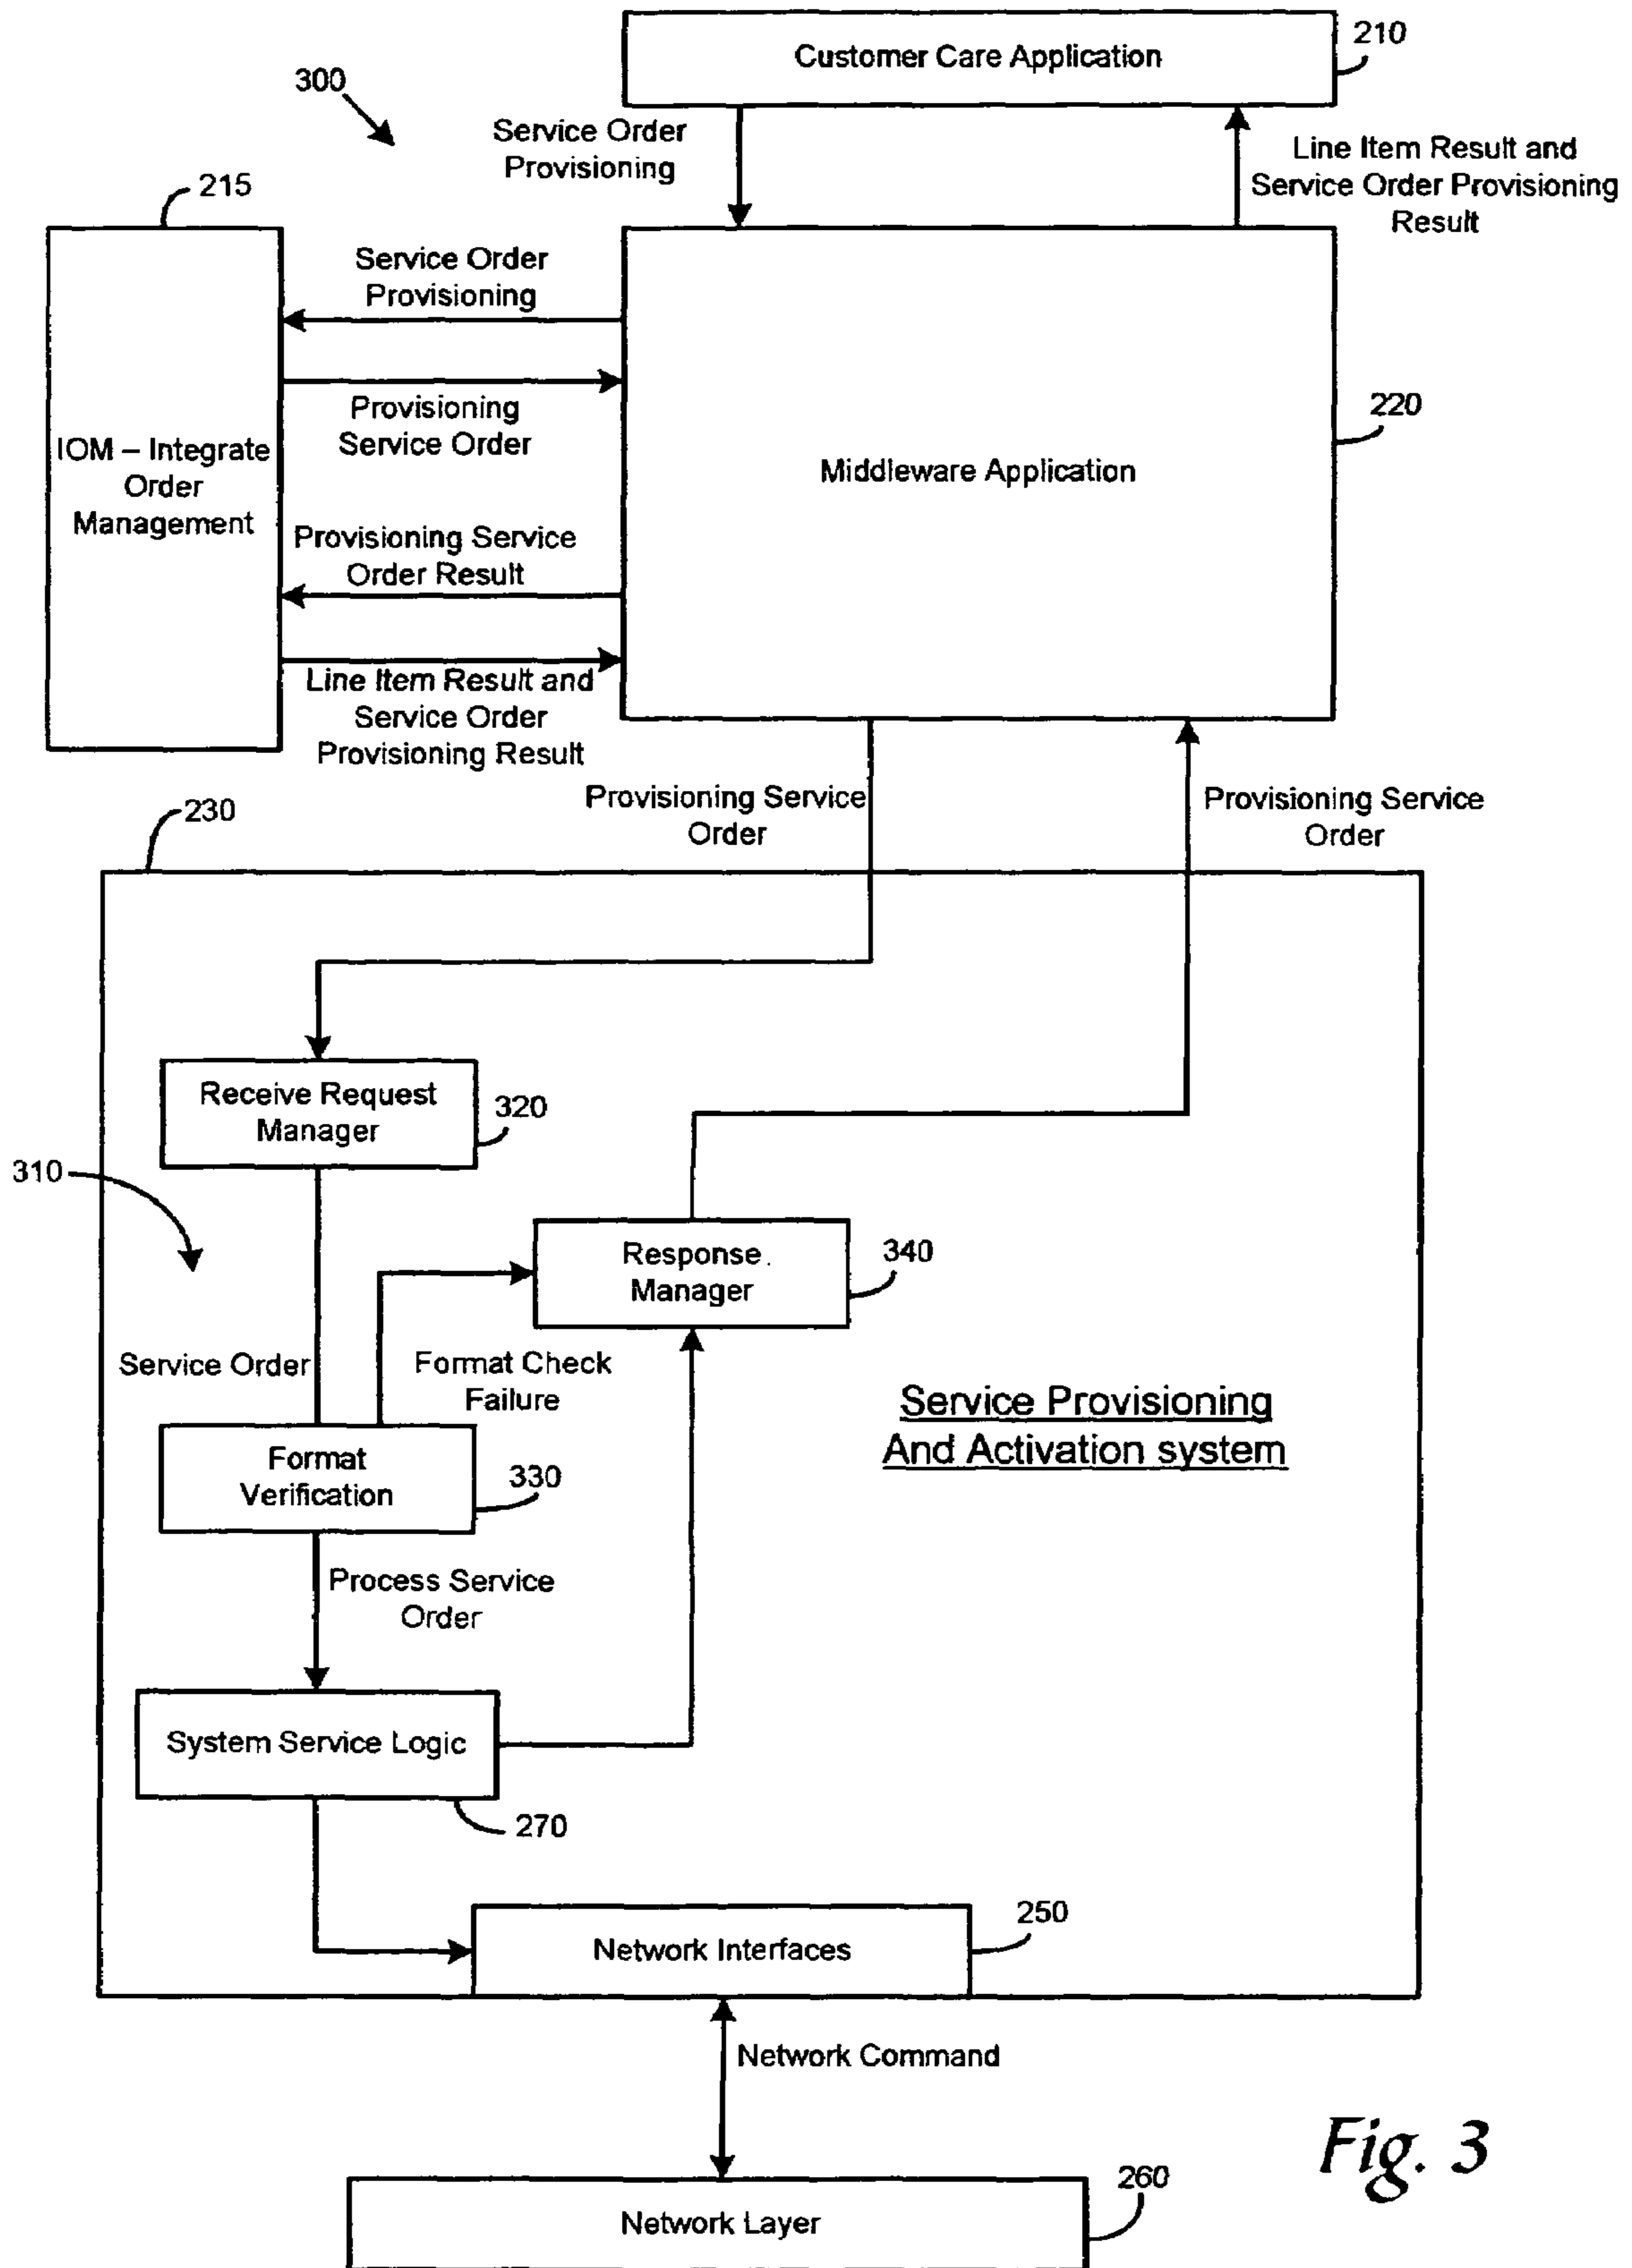 Customer Care Application
210
300
Service Order
Provisioning
Line Item Result and
Service Order Provisioning
Result
215
Service Order
Provisioning
Provisioning
Service Order
220
IOM – Integrate
Order
Management
Middleware Application
Provisioning Service
Order Result
Line Item Result and
Service Order
Provisioning Result
Provisioning Service
Order
Provisioning Service
Order
230
Receive Request
Manager
320
310
Response
Manager
340
Service Order
Format Check
Failure
Service Provisioning
And Activation system
Format
Verification
330
Process Service
Order
System Service Logic
270
Network Interfaces
250
Network Command
Fig. 3
Network Layer
260